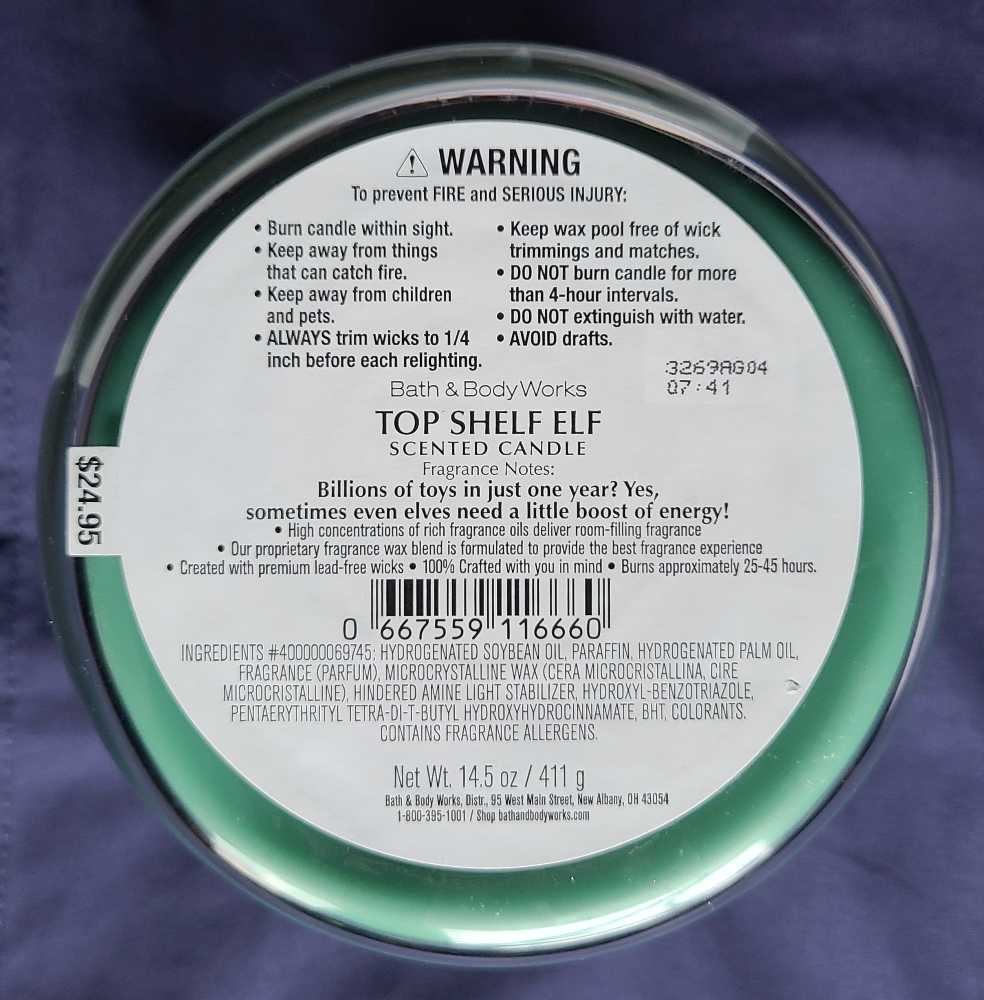 ⚠ WARNING
To prevent FIRE and SERIOUS INJURY:
• Burn candle within sight.
• Keep away from things
that can catch fire.
• Keep away from children
and pets.
• ALWAYS trim wicks to 1/4
inch before each relighting.
• Keep wax pool free of wick
trimmings and matches.
• DO NOT burn candle for more
than 4-hour intervals.
• DO NOT extinguish with water.
• AVOID drafts.
3269AG04
07:41
Bath & Body Works
TOP SHELF ELF
SCENTED CANDLE
Fragrance Notes:
Billions of toys in just one year? Yes,
sometimes even elves need a little boost of energy!
• High concentrations of rich fragrance oils deliver room-filling fragrance
• Our proprietary fragrance wax blend is formulated to provide the best fragrance experience
• Created with premium lead-free wicks • 100% Crafted with you in mind • Burns approximately 25-45 hours.
$24.95
0 667559 116660
INGREDIENTS #400000069745: HYDROGENATED SOYBEAN OIL, PARAFFIN, HYDROGENATED PALM OIL,
FRAGRANCE (PARFUM), MICROCRYSTALLINE WAX (CERA MICROCRISTALLINA, CIRE
MICROCRISTALLINE), HINDERED AMINE LIGHT STABILIZER, HYDROXYL-BENZOTRIAZOLE,
PENTAERYTHRITYL TETRA-DI-T-BUTYL HYDROXYHYDROCINNAMATE, BHT, COLORANTS.
CONTAINS FRAGRANCE ALLERGENS.
Net Wt. 14.5 oz / 411 g
Bath & Body Works, Distr., 95 West Main Street, New Albany, OH 43054
1-800-395-1001 / Shop bathandbodyworks.com